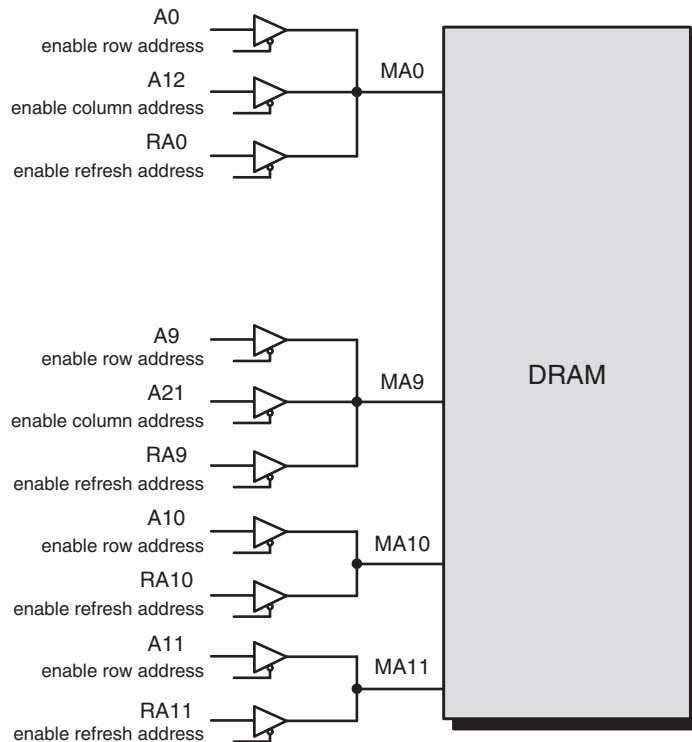 A0
enable row address
A12
enable column address
RA0
enable refresh address
MA0
A9
enable row address
A21
enable column address
RA9
enable refresh address
MA9
A10
enable row address
RA10
enable refresh address
MA10
A11
enable row address
RA11
enable refresh address
MA11
DRAM